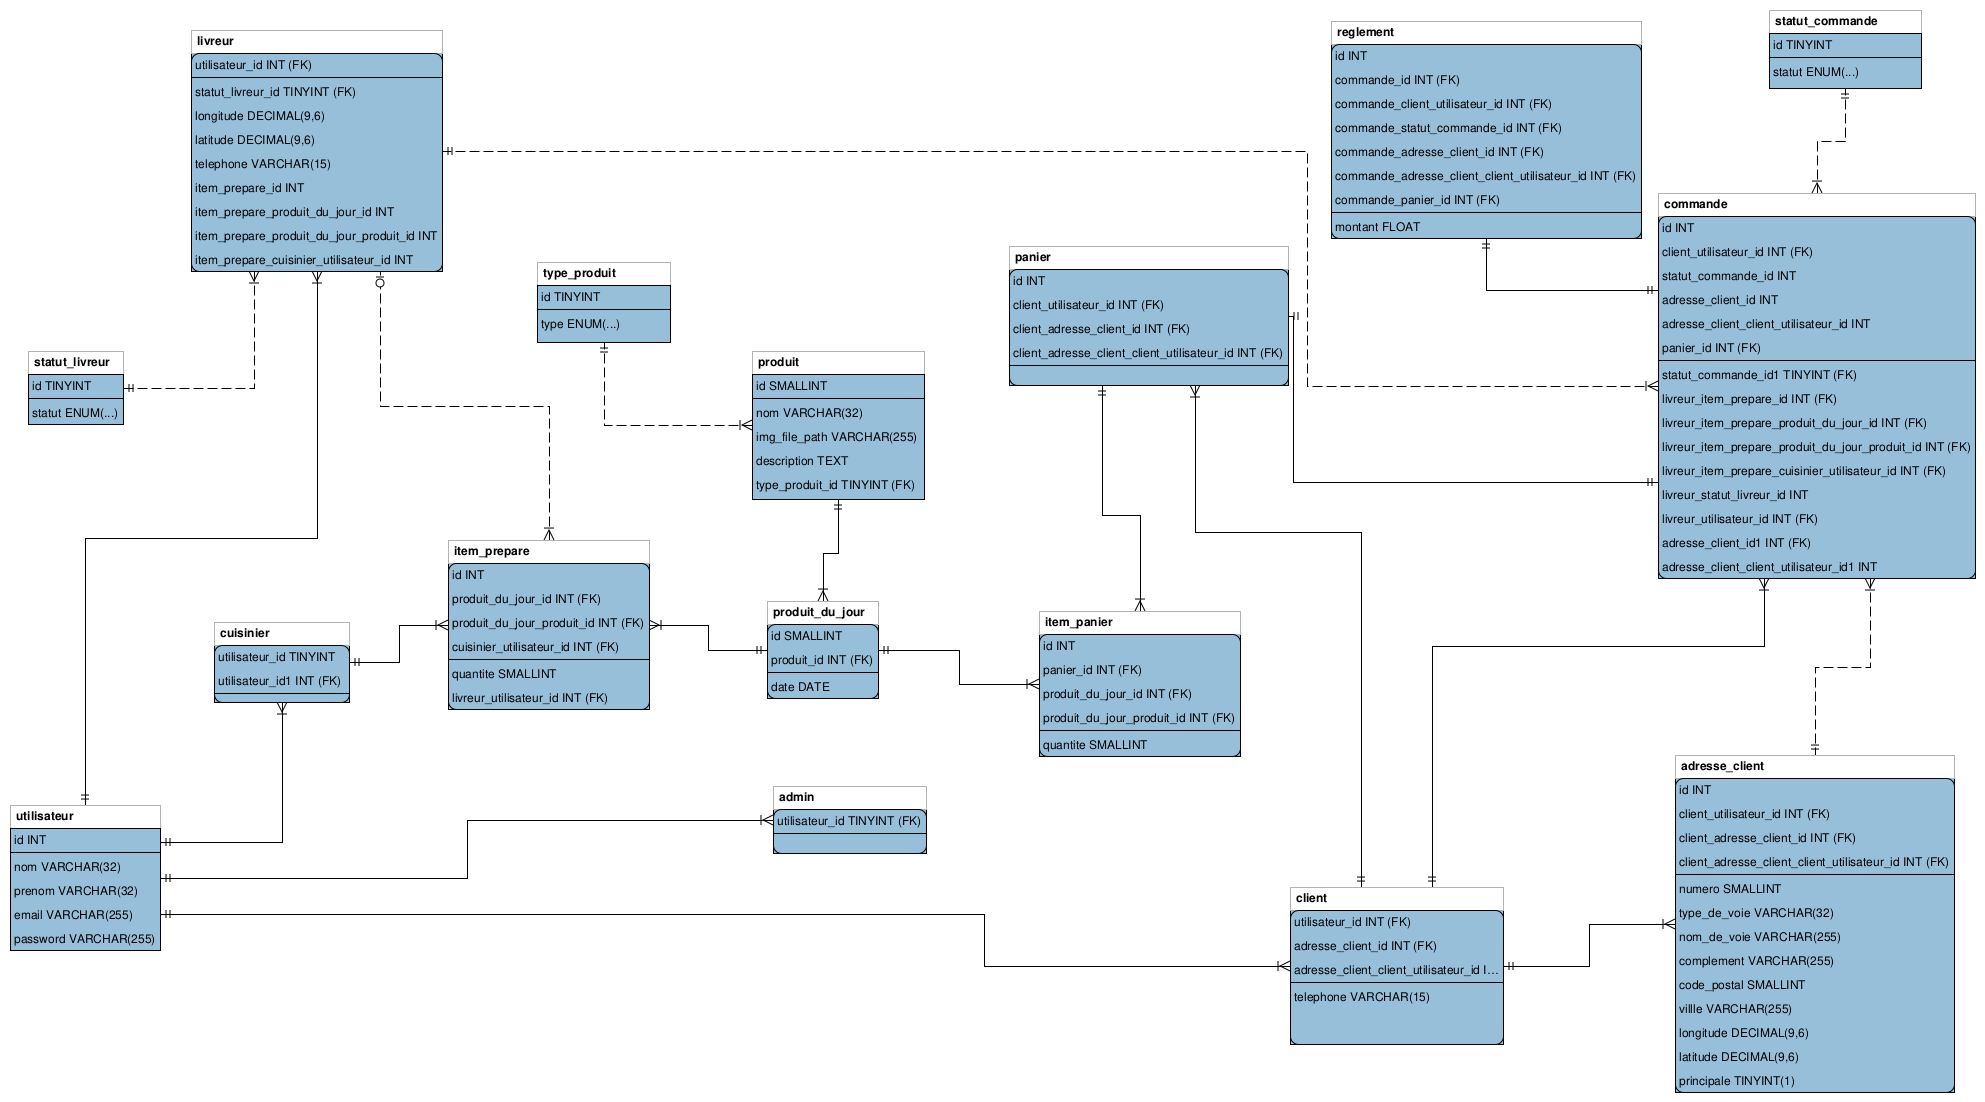 livreur
utilisateur_id INT (FK)
statut_livreur_id TINYINT (FK)
longitude DECIMAL(9,6)
latitude DECIMAL(9,6)
telephone VARCHAR(15)
item_prepare_id INT
item_prepare_produit_du_jour_id INT
item_prepare_produit_du_jour_produit_id INT
item_prepare_cuisinier_utilisateur_id INT
reglement
id INT
commande_id INT (FK)
commande_client_utilisateur_id INT (FK)
commande_statut_commande_id INT (FK)
commande_adresse_client_id INT (FK)
commande_adresse_client_client_utilisateur_id INT (FK)
commande_panier_id INT (FK)
montant FLOAT
statut_commande
id TINYINT
statut ENUM(...)
commande
id INT
client_utilisateur_id INT (FK)
statut_commande_id INT
adresse_client_id INT
adresse_client_client_utilisateur_id INT
panier_id INT (FK)
statut_commande_id1 TINYINT (FK)
livreur_item_prepare_id INT (FK)
livreur_item_prepare_produit_du_jour_id INT (FK)
livreur_item_prepare_produit_du_jour_produit_id INT (FK)
livreur_item_prepare_cuisinier_utilisateur_id INT (FK)
livreur_statut_livreur_id INT
livreur_utilisateur_id INT (FK)
adresse_client_id1 INT (FK)
adresse_client_client_utilisateur_id1 INT
panier
id INT
client_utilisateur_id INT (FK)
client_adresse_client_id INT (FK)
client_adresse_client_client_utilisateur_id INT (FK)
type_produit
id TINYINT
type ENUM(...)
statut_livreur
id TINYINT
statut ENUM(...)
produit
id SMALLINT
nom VARCHAR(32)
img_file_path VARCHAR(255)
description TEXT
type_produit_id TINYINT (FK)
item_prepare
id INT
produit_du_jour_id INT (FK)
produit_du_jour_produit_id INT (FK)
cuisinier_utilisateur_id INT (FK)
quantite SMALLINT
livreur_utilisateur_id INT (FK)
cuisinier
utilisateur_id TINYINT
utilisateur_id1 INT (FK)
produit_du_jour
id SMALLINT
produit_id INT (FK)
date DATE
item_panier
id INT
panier_id INT (FK)
produit_du_jour_id INT (FK)
produit_du_jour_produit_id INT (FK)
quantite SMALLINT
utilisateur
id INT
nom VARCHAR(32)
prenom VARCHAR(32)
email VARCHAR(255)
password VARCHAR(255)
admin
utilisateur_id TINYINT (FK)
client
utilisateur_id INT (FK)
adresse_client_id INT (FK)
adresse_client_client_utilisateur_id I...
telephone VARCHAR(15)
adresse_client
id INT
client_utilisateur_id INT (FK)
client_adresse_client_id INT (FK)
client_adresse_client_client_utilisateur_id INT (FK)
numero SMALLINT
type_de_voie VARCHAR(32)
nom_de_voie VARCHAR(255)
complement VARCHAR(255)
code_postal SMALLINT
villle VARCHAR(255)
longitude DECIMAL(9,6)
latitude DECIMAL(9,6)
principale TINYINT(1)